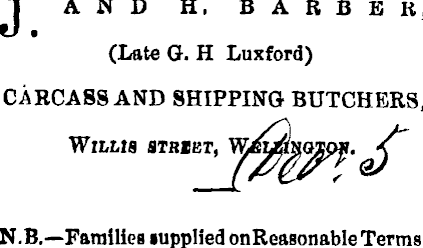 J. AND H. BARBER,
(Late G. H Luxford)
CARCASS AND SHIPPING BUTCHERS,
WILLIS STREET, WELLINGTON.
Dec. 5
N.B.—Families supplied on Reasonable Terms